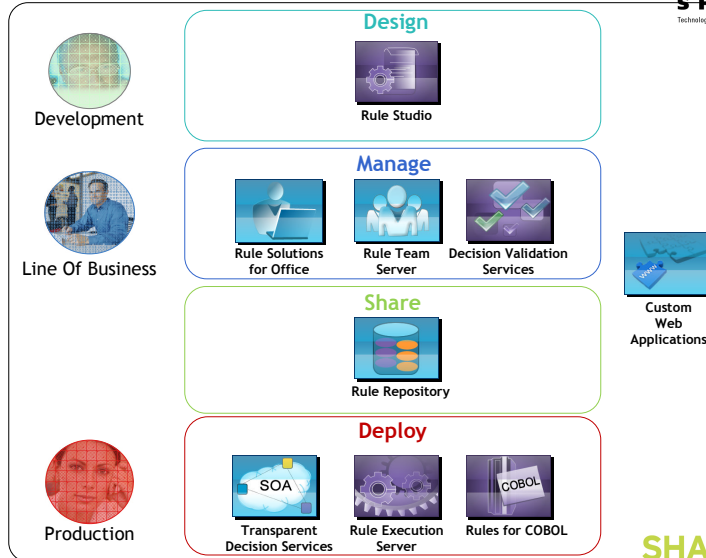 Technolog
Design
Development
Rule Studio
Manage
Line Of Business
Rule Solutions
for Office
Rule Team
Server
Decision Validation
Services
www
Custom
Web
Applications
Share
Rule Repository
Deploy
Production
SOA
Transparent
Decision Services
Rule Execution
Server
COBOL
Rules for COBOL
SHA